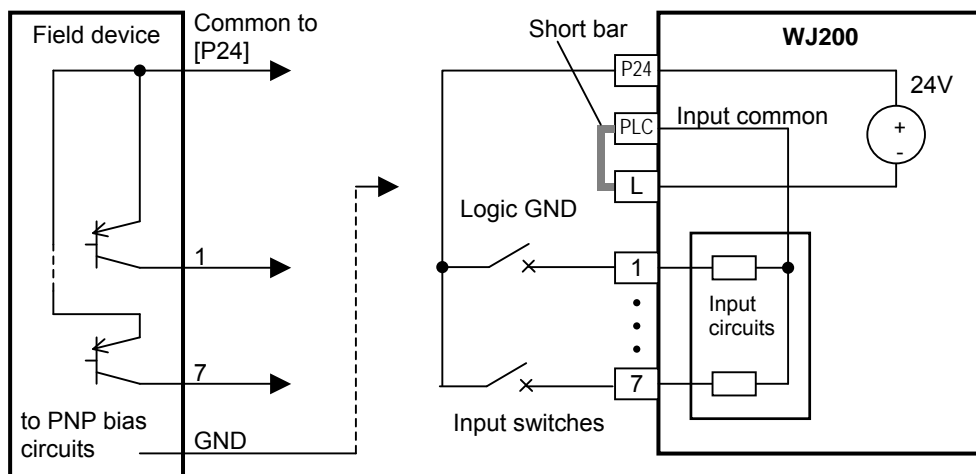 Field device
Common to
[P24]
1
7
to PNP bias
circuits
GND
Short bar
WJ200
P24
24V
PLC
Input common
+
-
L
Logic GND
1
Input
circuits
7
Input switches